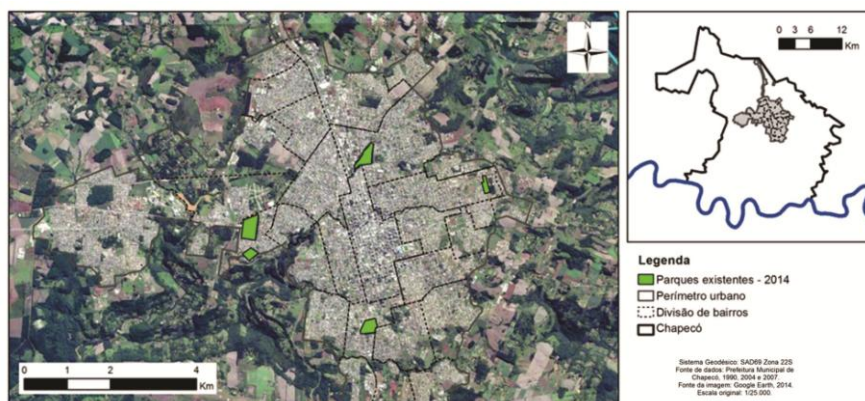 N
0 1 2 4
Km
0 3 6 12
Km
Legenda
Parques existentes - 2014
Perímetro urbano
Divisão de bairros
Chapecó
Sistema Geodésico: SAD69 Zona 22S
Fonte de dados: Prefeitura Municipal de
Chapecó, 1990, 2004 e 2007.
Fonte da imagem: Google Earth, 2014.
Escala original: 1/25.000.